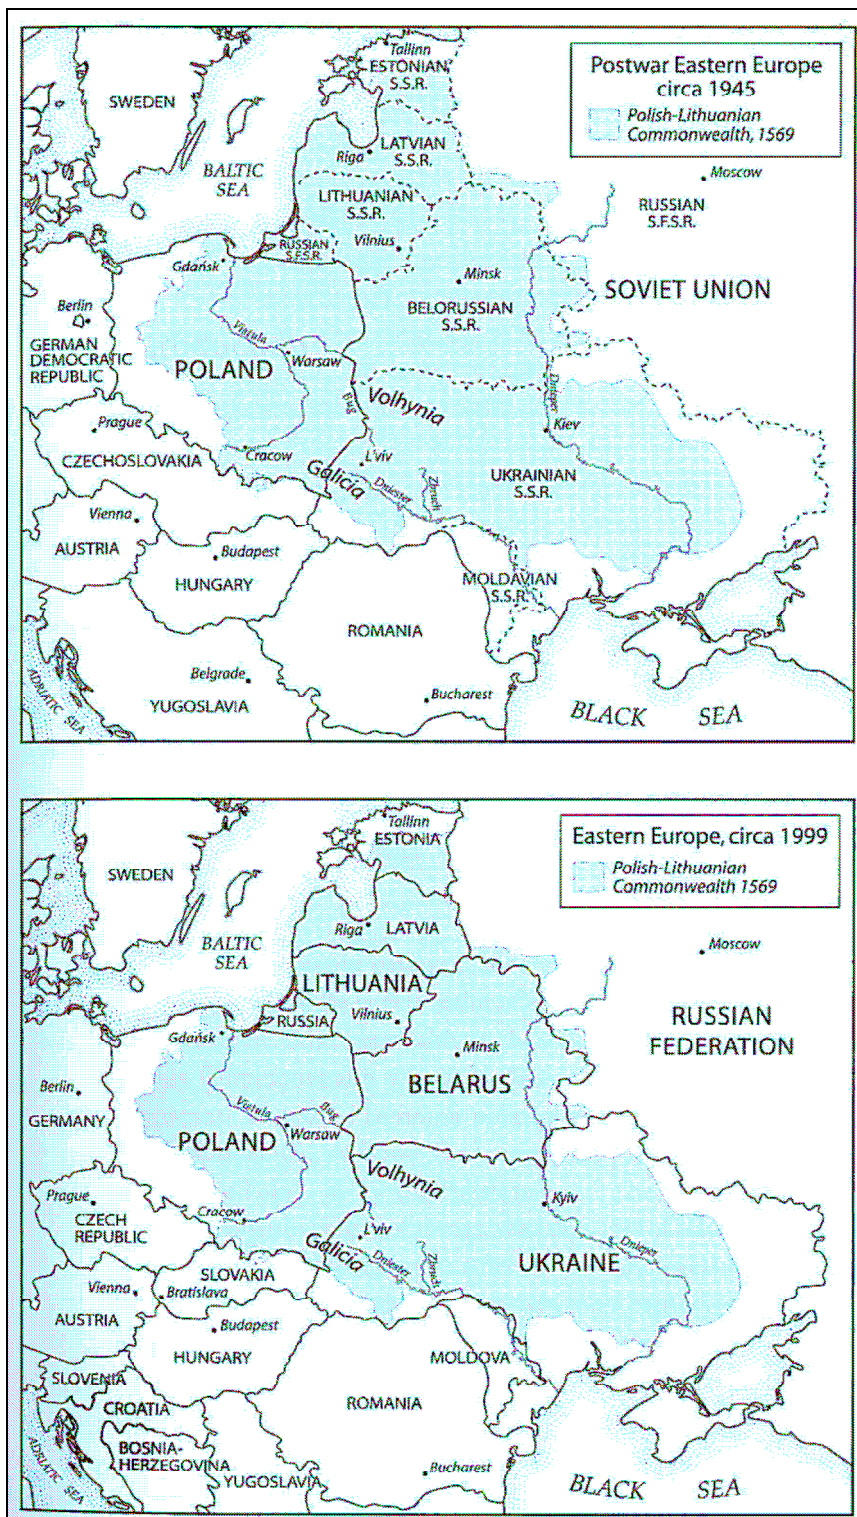 Postwar Eastern Europe
circa 1945
Polish-Lithuanian
Commonwealth, 1569
Tallinn
ESTONIAN
S.S.R.
SWEDEN
LATVIAN
S.S.R.
Riga
BALTIC
SEA
Moscow
LITHUANIAN
S.S.R.
RUSSIAN
S.F.S.R.
Vilnius
RUSSIAN
S.F.S.R.
Gdańsk
Minsk
SOVIET UNION
Berlin
BELORUSSIAN
S.S.R.
GERMAN
DEMOCRATIC
REPUBLIC
Vistula
Warsaw
POLAND
Dnieper
Volhynia
Bug
Prague
Kiev
Cracow
L'viv
CZECHOSLOVAKIA
Galicia
UKRAINIAN
S.S.R.
Dniester
Zbruch
Vienna
AUSTRIA
Budapest
HUNGARY
MOLDAVIAN
S.S.R.
ROMANIA
Belgrade
ADRIATIC SEA
YUGOSLAVIA
Bucharest
BLACK SEA
Eastern Europe, circa 1999
Polish-Lithuanian
Commonwealth 1569
Tallinn
ESTONIA
SWEDEN
Riga
LATVIA
BALTIC
SEA
Moscow
LITHUANIA
RUSSIA
Vilnius
RUSSIAN
FEDERATION
Gdańsk
Minsk
Berlin
BELARUS
GERMANY
Vistula
Bug
Warsaw
POLAND
Volhynia
Prague
Kyiv
Cracow
L'viv
CZECH
REPUBLIC
Galicia
Dnieper
Dniester
Zbruch
UKRAINE
SLOVAKIA
Vienna
Bratislava
AUSTRIA
Budapest
HUNGARY
MOLDOVA
SLOVENIA
CROATIA
ROMANIA
BOSNIA-
HERZEGOVINA
ADRIATIC SEA
YUGOSLAVIA
Bucharest
BLACK SEA